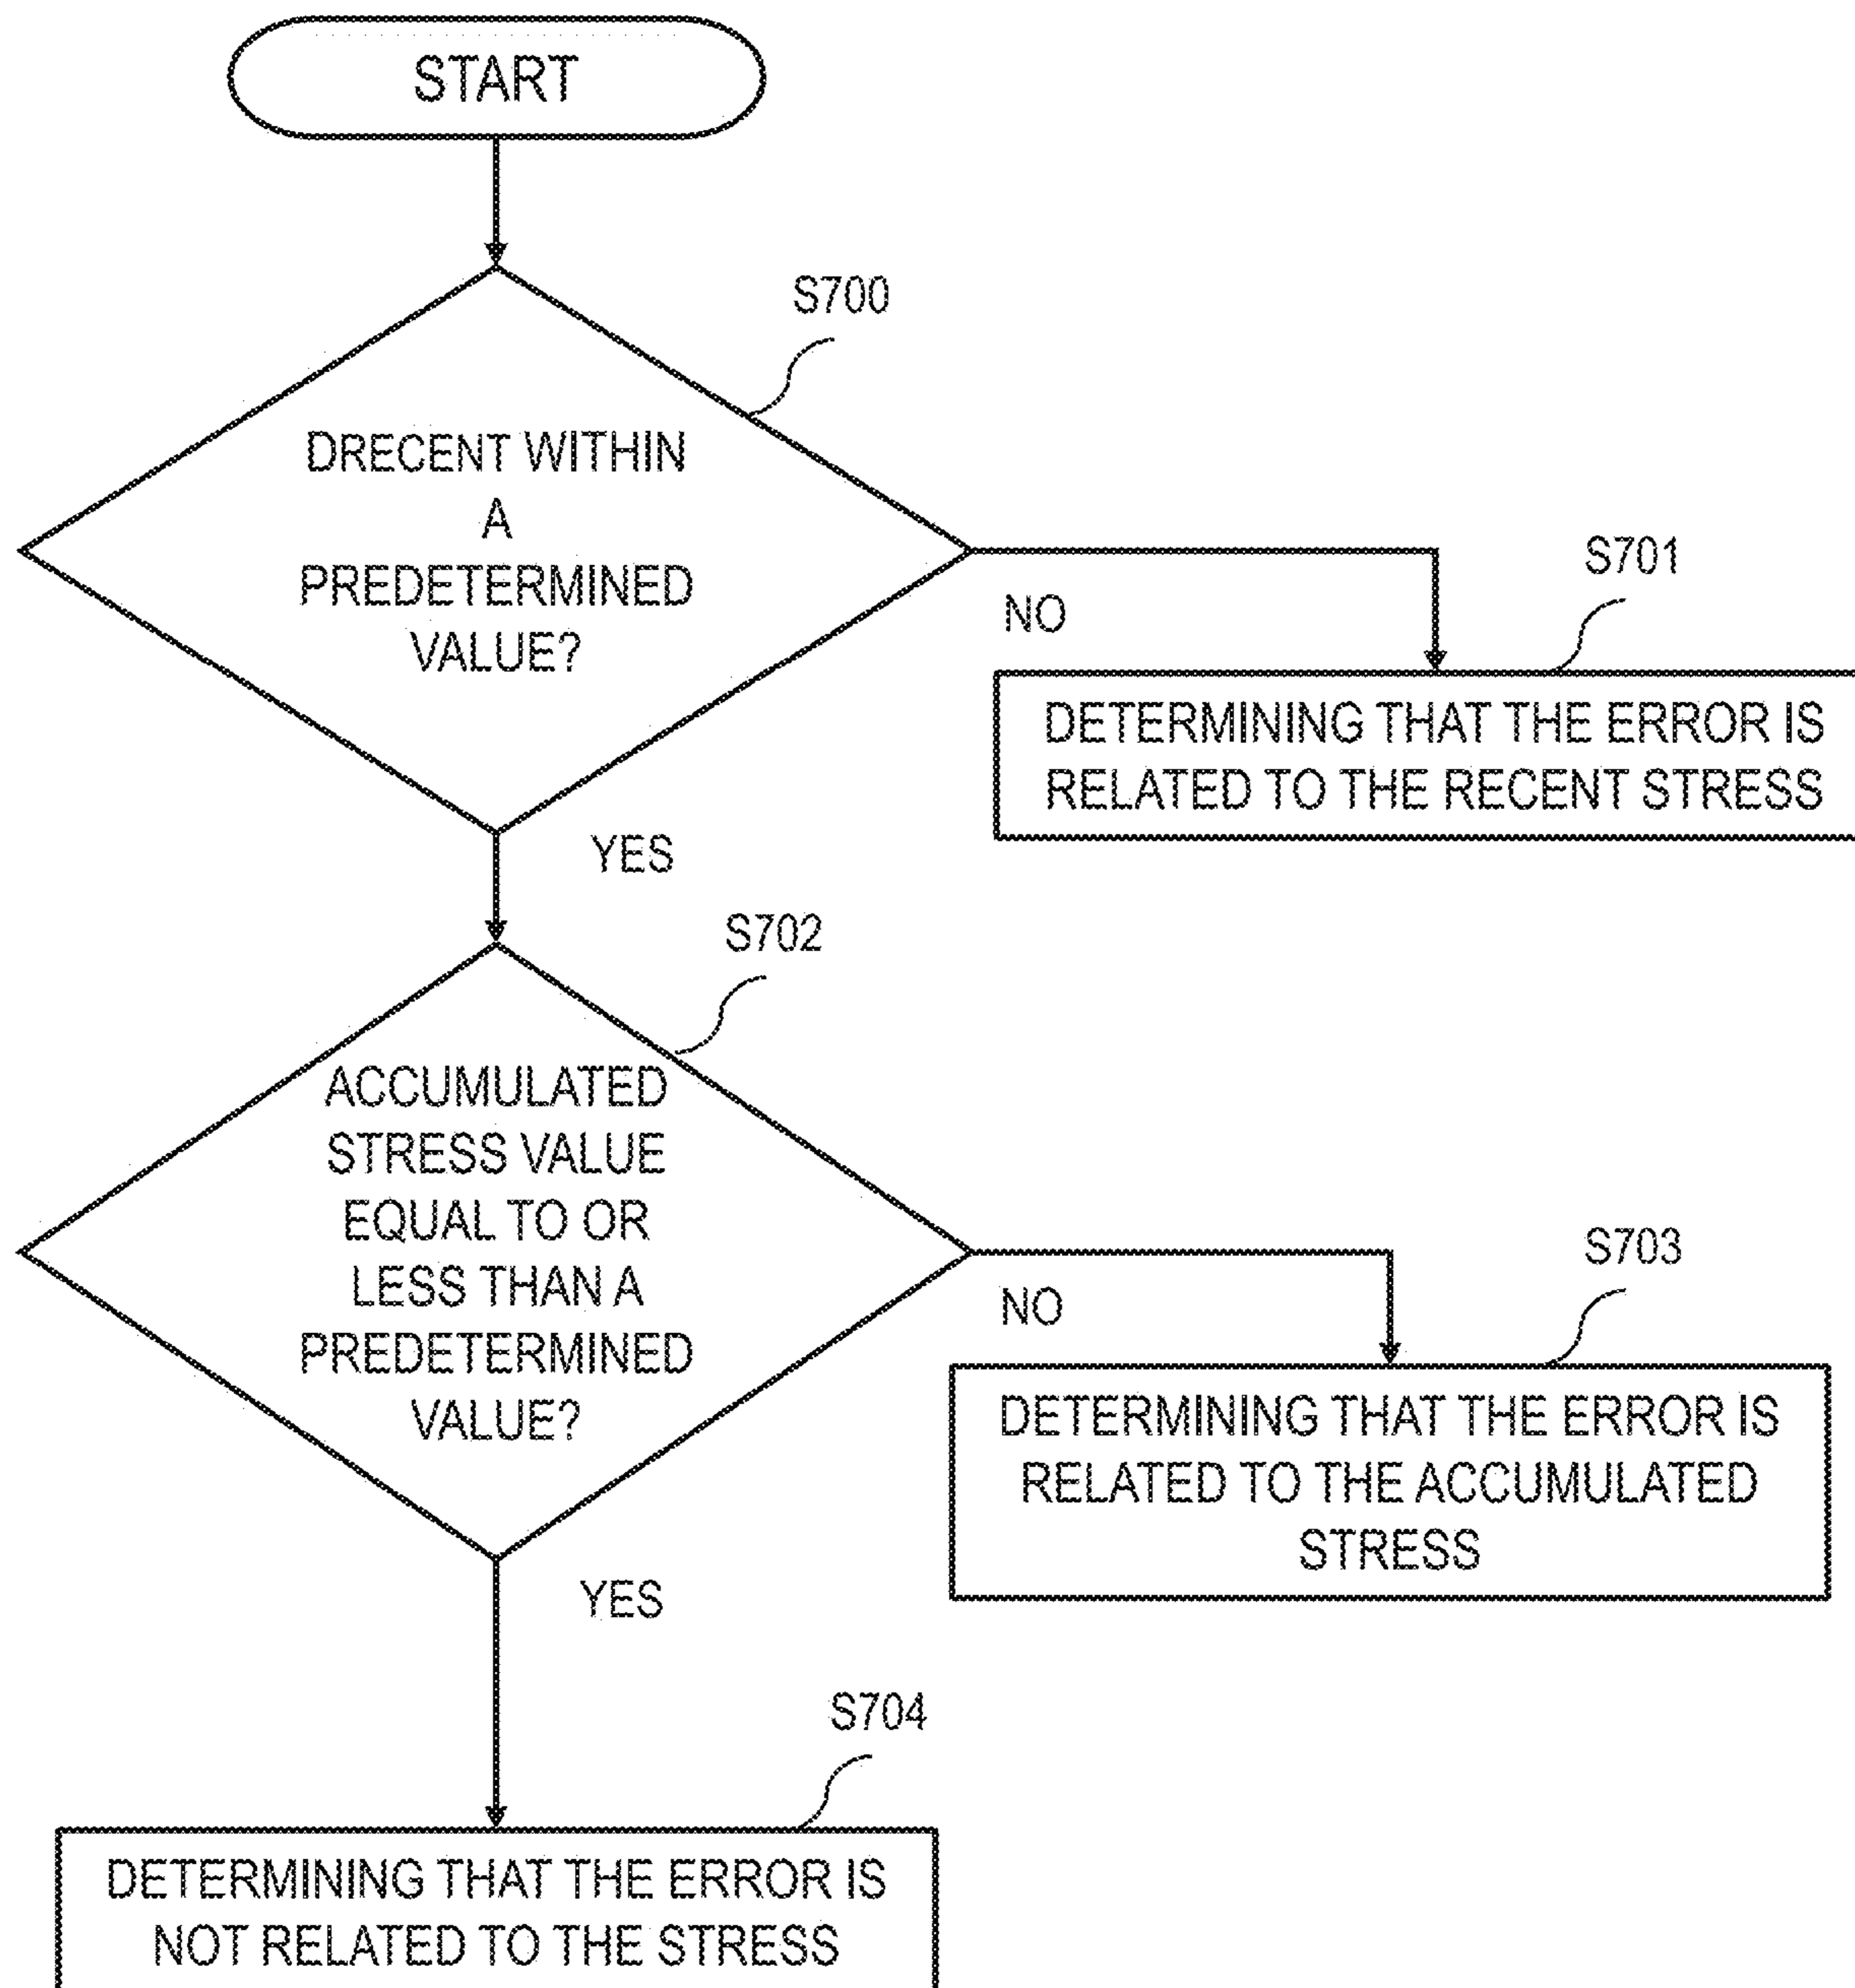 START
S700
DRECENT WITHIN
A
PREDETERMINED
VALUE?
NO
S701
DETERMINING THAT THE ERROR IS
RELATED TO THE RECENT STRESS
YES
S702
ACCUMULATED
STRESS VALUE
EQUAL TO OR
LESS THAN A
PREDETERMINED
VALUE?
NO
S703
DETERMINING THAT THE ERROR IS
RELATED TO THE ACCUMULATED
STRESS
YES
S704
DETERMINING THAT THE ERROR IS
NOT RELATED TO THE STRESS